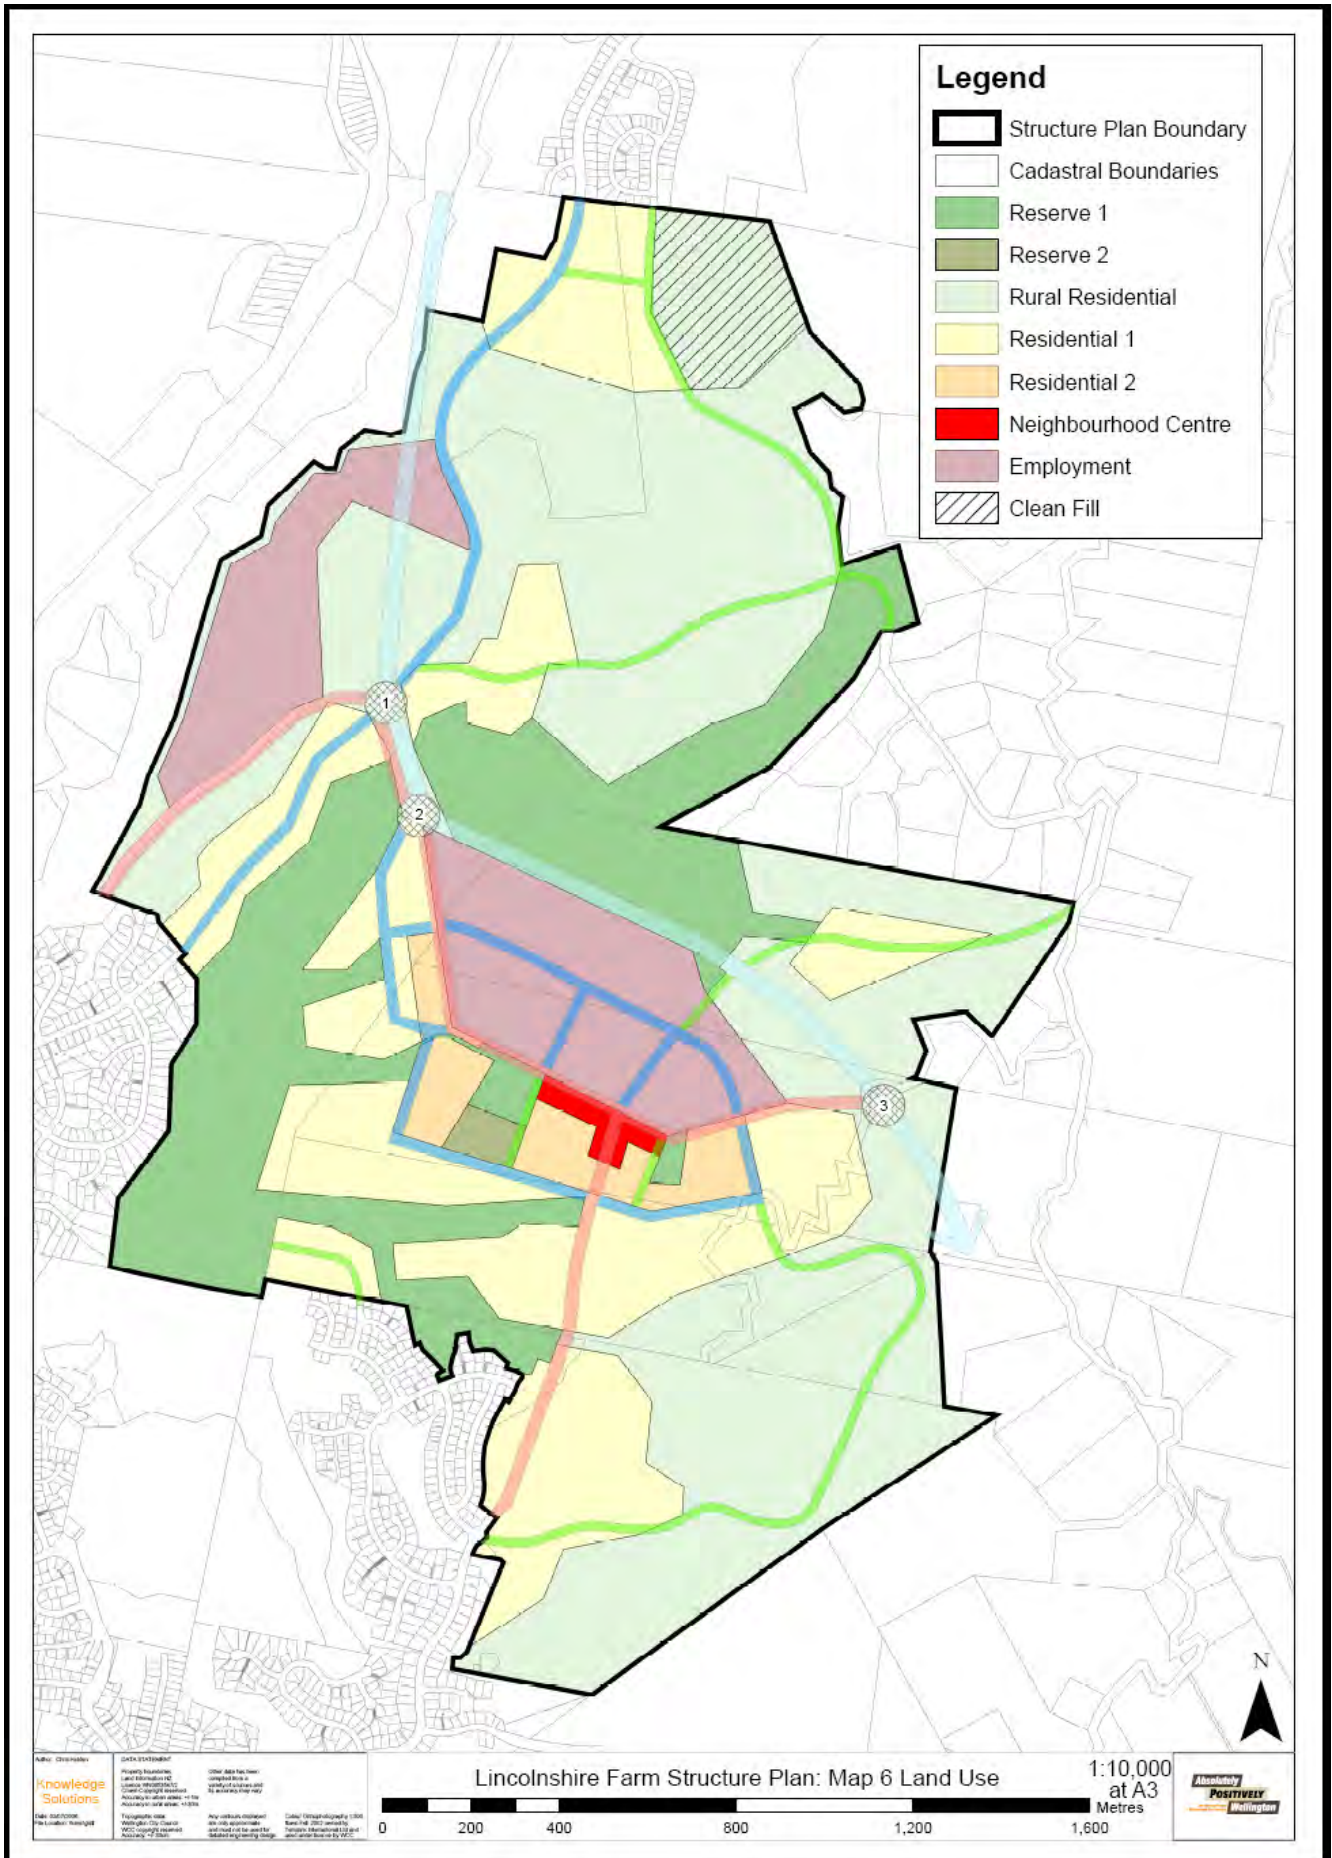 Legend
Structure Plan Boundary
Cadastral Boundaries
Reserve 1
Reserve 2
Rural Residential
Residential 1
Residential 2
Neighbourhood Centre
Employment
Clean Fill
1
2
3
N
Knowledge
Solutions
DATA STATEMENT
Lincolnshire Farm Structure Plan: Map 6 Land Use
1:10,000
at A3
Metres
0 200 400 800 1,200 1,600
Absolutely
POSITIVELY
Wellington